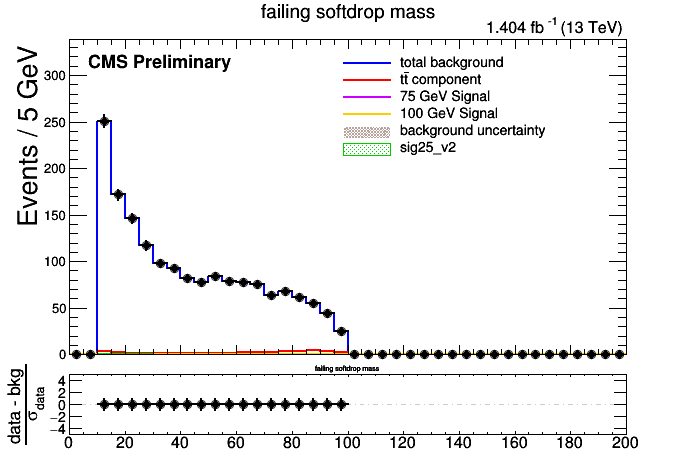 failing softdrop mass
1.404 fb⁻¹ (13 TeV)
CMS Preliminary
total background
tt̄ component
75 GeV Signal
100 GeV Signal
background uncertainty
sig25_v2
Events / 5 GeV
300
250
200
150
100
50
0
failing softdrop mass
data - bkg
σ data
4
2
0
−2
−4
0 20 40 60 80 100 120 140 160 180 200